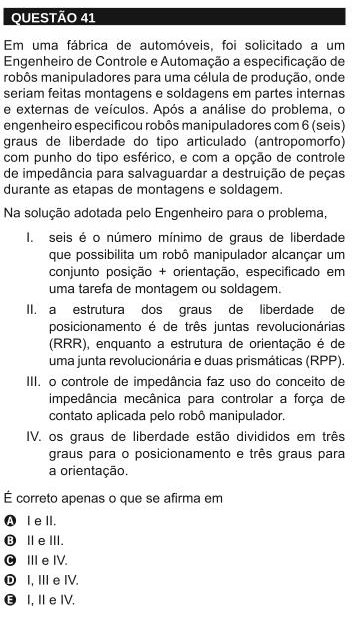 QUESTÃO 41
Em uma fábrica de automóveis, foi solicitado a um
Engenheiro de Controle e Automação a especificação de
robôs manipuladores para uma célula de produção, onde
seriam feitas montagens e soldagens em partes internas
e externas de veículos. Após a análise do problema, o
engenheiro especificou robôs manipuladores com 6 (seis)
graus de liberdade do tipo articulado (antropomorfo)
com punho do tipo esférico, e com a opção de controle
de impedância para salvaguardar a destruição de peças
durante as etapas de montagens e soldagem.
Na solução adotada pelo Engenheiro para o problema,
I. seis é o número mínimo de graus de liberdade
que possibilita um robô manipulador alcançar um
conjunto posição + orientação, especificado em
uma tarefa de montagem ou soldagem.
II. a estrutura dos graus de liberdade de
posicionamento é de três juntas revolucionárias
(RRR), enquanto a estrutura de orientação é de
uma junta revolucionária e duas prismáticas (RPP).
III. o controle de impedância faz uso do conceito de
impedância mecânica para controlar a força de
contato aplicada pelo robô manipulador.
IV. os graus de liberdade estão divididos em três
graus para o posicionamento e três graus para
a orientação.
É correto apenas o que se afirma em
A I e II.
B II e III.
C III e IV.
D I, III e IV.
E I, II e IV.